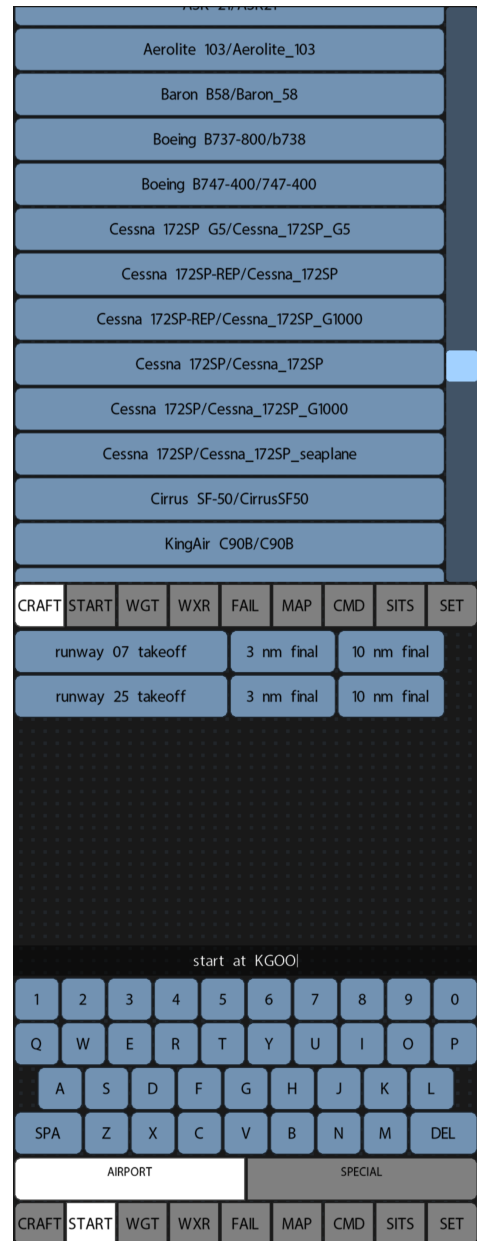 Aerolite 103/Aerolite_103
Baron B58/Baron_58
Boeing B737-800/b738
Boeing B747-400/747-400
Cessna 172SP G5/Cessna_172SP_G5
Cessna 172SP-REP/Cessna_172SP
Cessna 172SP-REP/Cessna_172SP_G1000
Cessna 172SP/Cessna_172SP
Cessna 172SP/Cessna_172SP_G1000
Cessna 172SP/Cessna_172SP_seaplane
Cirrus SF-50/CirrusSF50
KingAir C90B/C90B
CRAFT START WGT WXR FAIL MAP CMD SITS SET
runway 07 takeoff 3 nm final 10 nm final
runway 25 takeoff 3 nm final 10 nm final
start at KGOO
1 2 3 4 5 6 7 8 9 0
Q W E R T Y U I O P
A S D F G H J K L
SPA Z X C V B N M DEL
AIRPORT SPECIAL
CRAFT START WGT WXR FAIL MAP CMD SITS SET